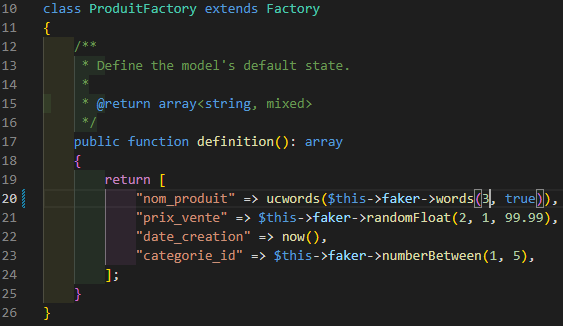 10 class ProduitFactory extends Factory
11 {
12     /**
13      * Define the model's default state.
14      *
15      * @return array<string, mixed>
16      */
17     public function definition(): array
18     {
19         return [
20             "nom_produit" => ucwords($this->faker->words(3, true)),
21             "prix_vente" => $this->faker->randomFloat(2, 1, 99.99),
22             "date_creation" => now(),
23             "categorie_id" => $this->faker->numberBetween(1, 5),
24         ];
25     }
26 }